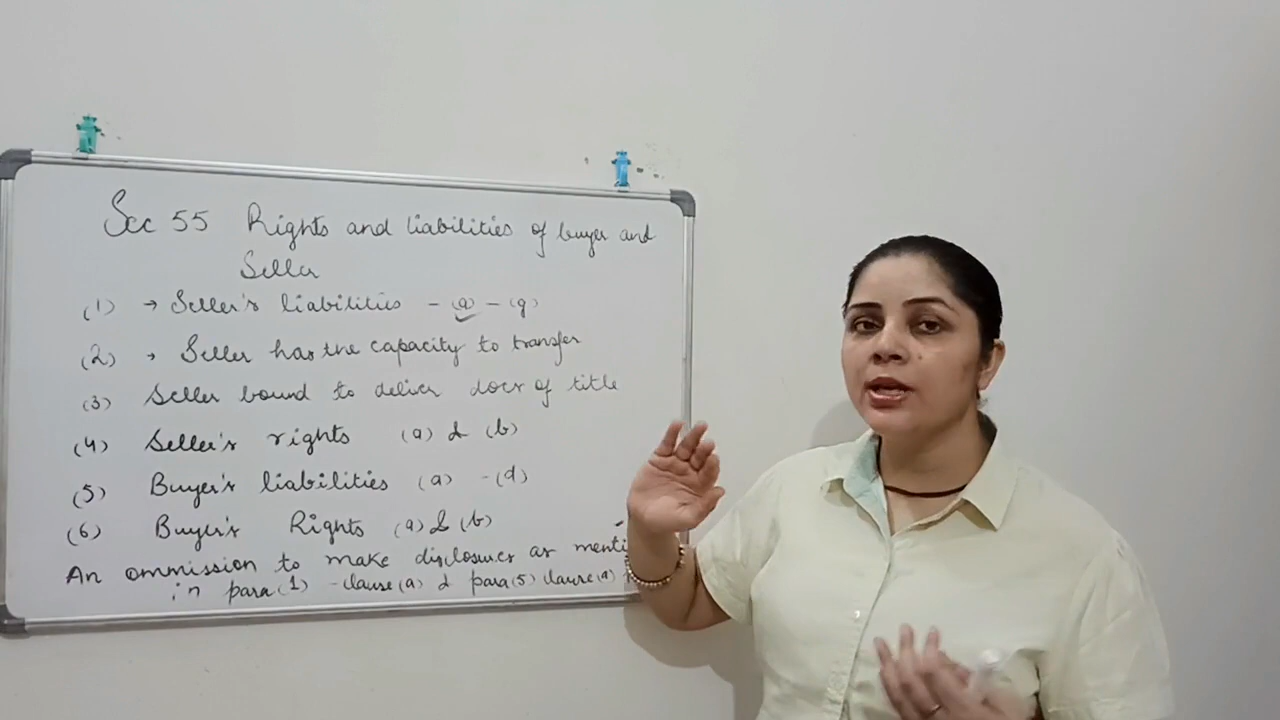 Sec 55 Rights and liabilities of buyer and
Seller
(1) → Seller's liabilities - (a) - (g)
(2) → Seller has the capacity to transfer
(3) Seller bound to deliver docs of title
(4) Seller's rights (a) & (b)
(5) Buyer's liabilities (a) - (d)
(6) Buyer's Rights (a) & (b)
An ommission to make disclosures as menti
in para (1) - clause (a) & para (5) clause (a)